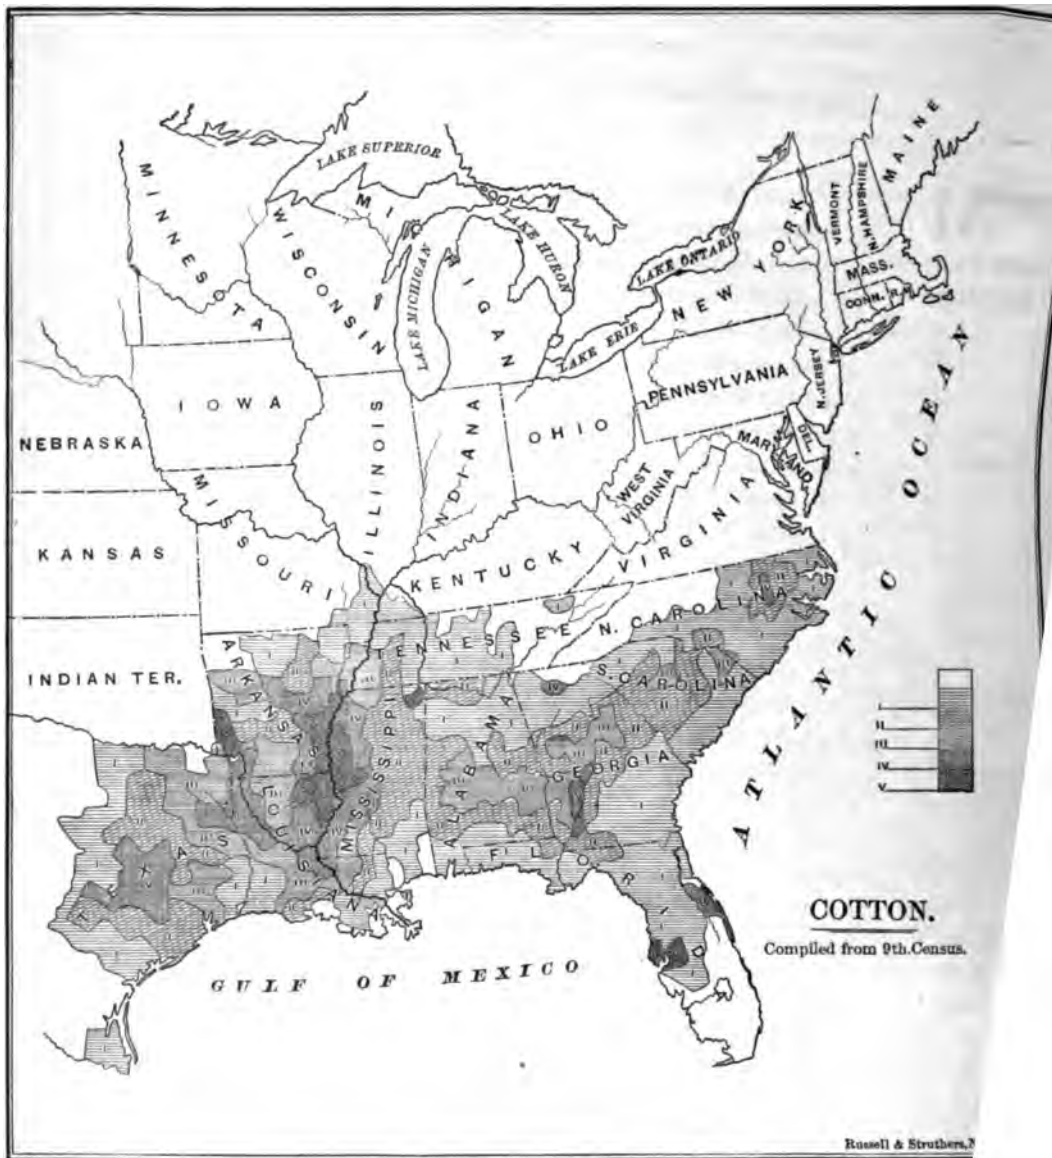 LAKE SUPERIOR
MINNESOTA
WISCONSIN
MICHIGAN
LAKE MICHIGAN
LAKE HURON
LAKE ONTARIO
LAKE ERIE
NEW YORK
VERMONT
N. HAMPSHIRE
MAINE
MASS.
CONN.
R.I.
IOWA
ILLINOIS
INDIANA
OHIO
PENNSYLVANIA
N. JERSEY
DEL.
MARYLAND
NEBRASKA
MISSOURI
WEST
VIRGINIA
VIRGINIA
KANSAS
KENTUCKY
TENNESSEE
N. CAROLINA
INDIAN TER.
ARKANSAS
S. CAROLINA
MISSISSIPPI
ALABAMA
GEORGIA
TEXAS
LOUISIANA
FLORIDA
ATLANTIC OCEAN
GULF OF MEXICO
I
II
III
IV
V
COTTON.
Compiled from 9th. Census.
Russell & Struthers, N